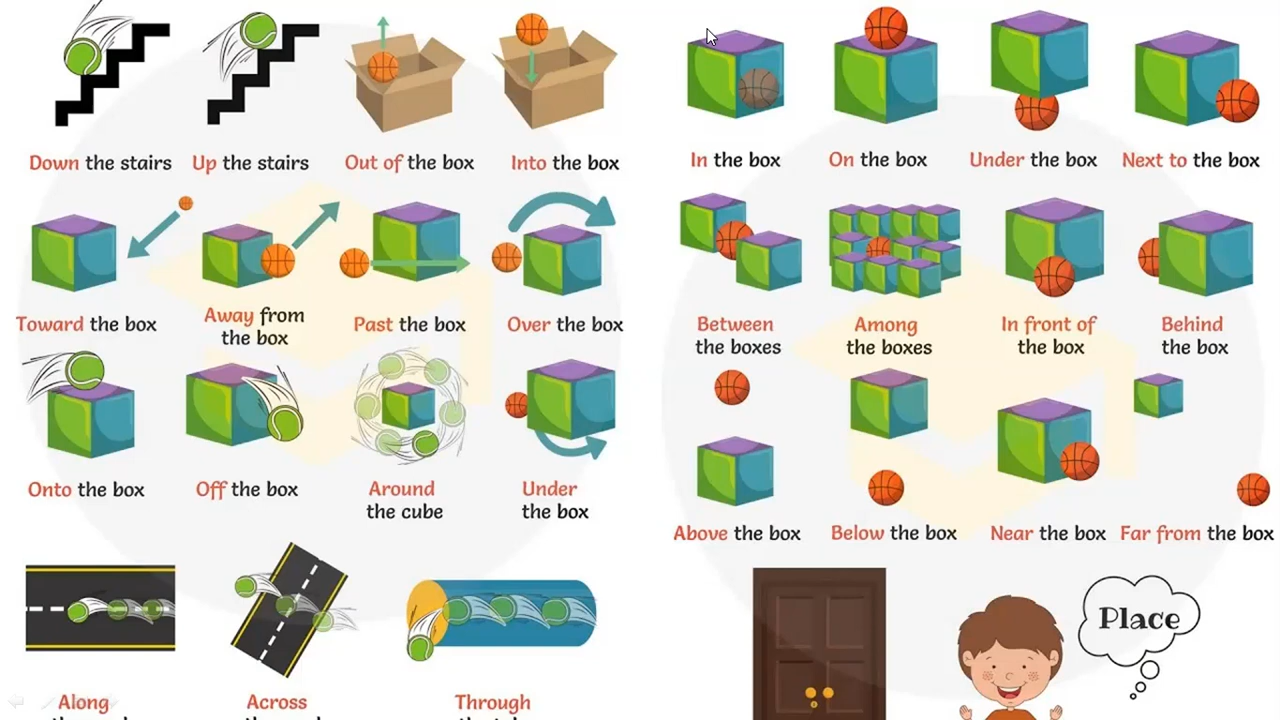 Down the stairs
Up the stairs
Out of the box
Into the box
Toward the box
Away from
the box
Past the box
Over the box
Onto the box
Off the box
Around
the cube
Under
the box
Along
Across
Through
In the box
On the box
Under the box
Next to the box
Between
the boxes
Among
the boxes
In front of
the box
Behind
the box
Above the box
Below the box
Near the box
Far from the box
Place